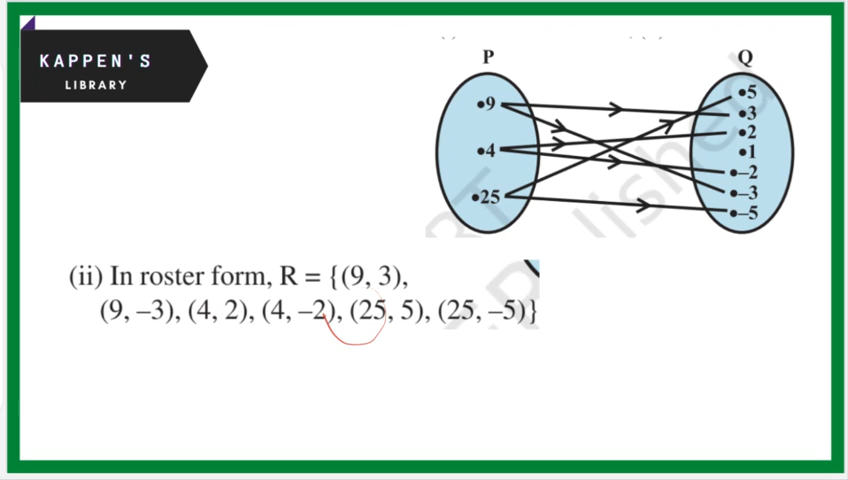 KAPPEN'S
LIBRARY
P
Q
•9
•4
•25
•5
•3
•2
•1
•–2
•–3
•–5
(ii) In roster form, R = {(9, 3),
(9, –3), (4, 2), (4, –2), (25, 5), (25, –5)}